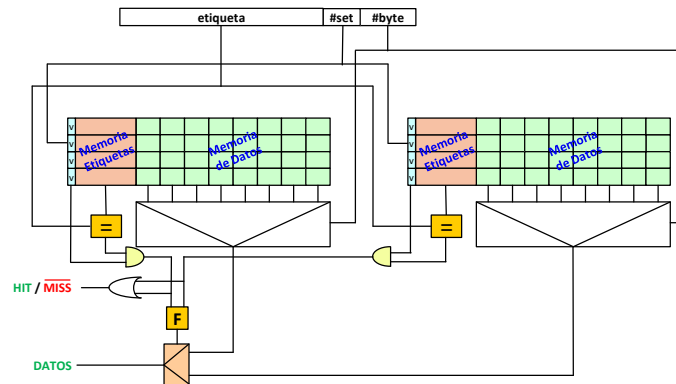 etiqueta #set #byte
V
V
V
V
Memoria
Etiquetas
Memoria
de Datos
V
V
V
V
Memoria
Etiquetas
Memoria
de Datos
=
=
HIT / MISS
F
DATOS